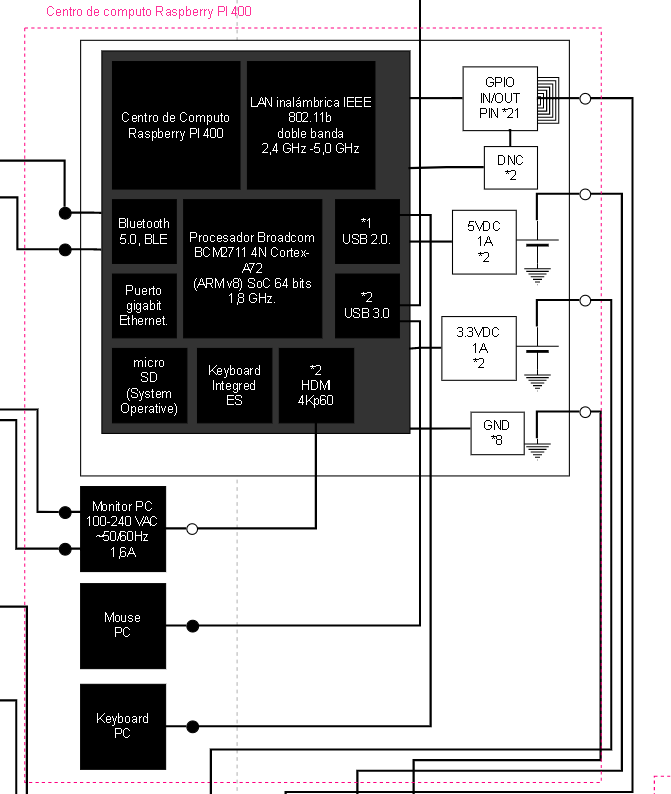 Centro de computo Raspberry PI 400
Centro de Computo
Raspberry PI 400
LAN inalámbrica IEEE
802.11b
doble banda
2,4 GHz -5,0 GHz
GPIO
IN/OUT
PIN *21
DNC
*2
Bluetooth
5.0, BLE
Procesador Broadcom
BCM2711 4N Cortex-
A72
(ARMv8) SoC 64 bits
1,8 GHz.
*1
USB 2.0.
5VDC
1A
*2
Puerto
gigabit
Ethernet.
*2
USB 3.0
3.3VDC
1A
*2
micro
SD
(System
Operative)
Keyboard
Integred
ES
*2
HDMI
4Kp60
GND
*8
Monitor PC
100-240 VAC
~50/60Hz
1,6A
Mouse
PC
Keyboard
PC